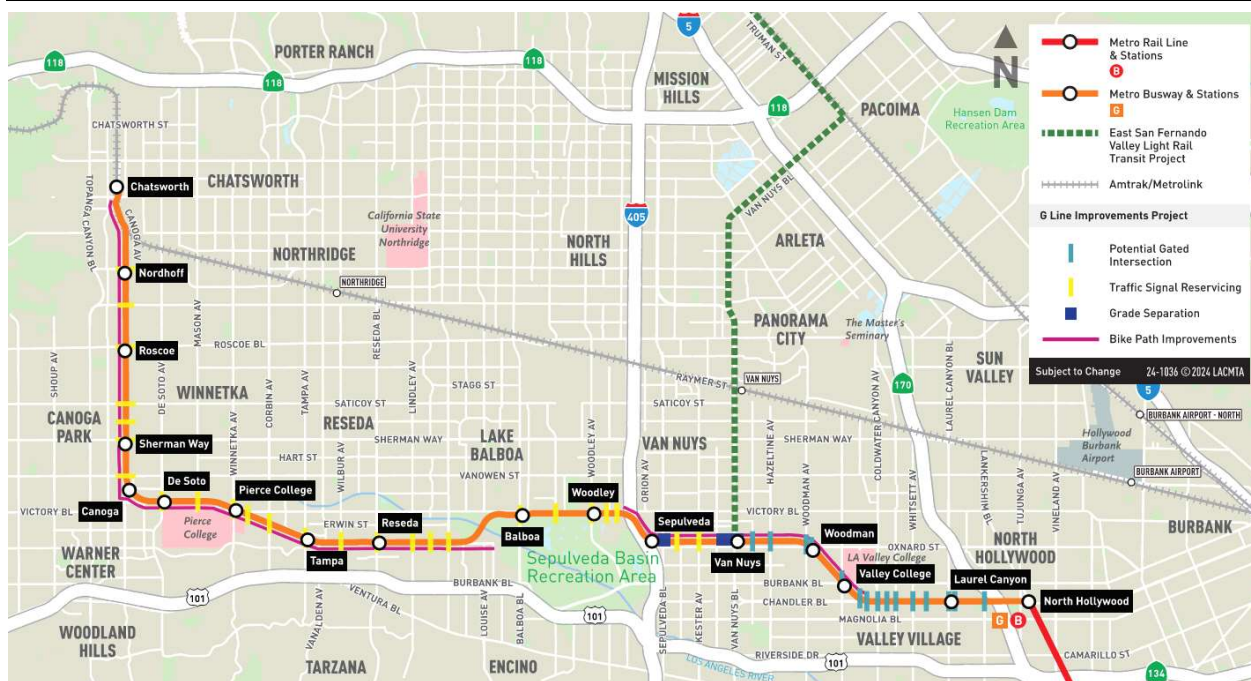 PORTER RANCH
118
118
118
5
TRUMAN ST
MISSION
HILLS
118
PACOIMA
Hansen Dam
Recreation Area
N
Metro Rail Line
& Stations
B
Metro Busway & Stations
G
East San Fernando
Valley Light Rail
Transit Project
Amtrak/Metrolink
G Line Improvements Project
Potential Gated
Intersection
Traffic Signal Reservicing
Grade Separation
Bike Path Improvements
Subject to Change 24-1036 ©2024 LACMTA
CHATSWORTH ST
Chatsworth
CHATSWORTH
TOPANGA CANYON BL
CANOGA AV
California State
University
Northridge
NORTHRIDGE
NORTHRIDGE
405
NORTH
HILLS
VAN NUYS BL
ARLETA
Nordhoff
MASON AV
RESEDA BL
PANORAMA
CITY
The Master's
Seminary
SUN
VALLEY
170
LAUREL CANYON BL
5
Roscoe
ROSCOE BL
SHOUP AV
DE SOTO AV
WINNETKA
CORBIN AV
TAMPA AV
LINDLEY AV
STAGG ST
SATICOY ST
RAYMER ST
VAN NUYS
SATICOY ST
COLDWATER CANYON AV
BURBANK AIRPORT - NORTH
Hollywood
Burbank
Airport
BURBANK AIRPORT
CANOGA
PARK
Sherman Way
WINNETKA AV
RESEDA
SHERMAN WAY
HART ST
WILBUR AV
LAKE
BALBOA
VANOWEN ST
WOODLEY AV
ORION AV
VAN NUYS
HAZELTINE AV
SHERMAN WAY
WOODMAN AV
WHITSETT AV
LANKERSHIM BL
TUJUNGA AV
VINELAND AV
BURBANK
De Soto
Pierce College
Woodley
Canoga
VICTORY BL
Pierce
College
ERWIN ST
Reseda
Balboa
Sepulveda
VICTORY BL
Woodman
OXNARD ST
NORTH
HOLLYWOOD
WARNER
CENTER
Tampa
Sepulveda Basin
Recreation Area
Van Nuys
LA Valley College
Valley College
Laurel Canyon
BURBANK BL
BURBANK BL
CHANDLER BL
North Hollywood
101
VENTURA BL
VANALDEN AV
LOUISE AV
BALBOA BL
101
SEPULVEDA BL
KESTER AV
VAN NUYS BL
MAGNOLIA BL
G
B
VALLEY VILLAGE
WOODLAND
HILLS
TARZANA
ENCINO
RIVERSIDE DR
101
LOS ANGELES RIVER
CAMARILLO ST
134